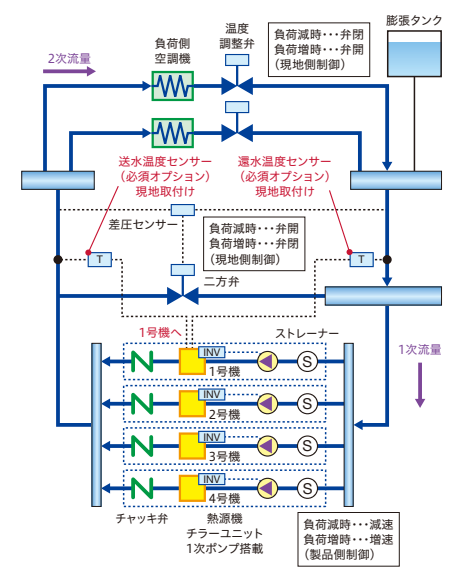 膨張タンク
温度
調整弁
負荷減時･･･弁閉
負荷増時･･･弁開
(現地側制御)
負荷側
空調機
2次流量
送水温度センサー
(必須オプション)
現地取付け
還水温度センサー
(必須オプション)
現地取付け
差圧センサー
負荷減時･･･弁開
負荷増時･･･弁閉
(現地側制御)
T
T
二方弁
1号機へ
ストレーナー
1次流量
INV
S
1号機
INV
S
2号機
INV
S
3号機
INV
S
4号機
チャッキ弁
熱源機
チラーユニット
1次ポンプ搭載
負荷減時･･･減速
負荷増時･･･増速
(製品側制御)